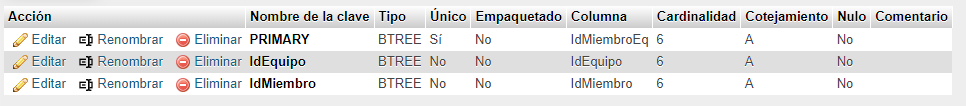 Acción Nombre de la clave Tipo Único Empaquetado Columna Cardinalidad Cotejamiento Nulo Comentario
Editar Renombrar Eliminar PRIMARY BTREE Sí No IdMiembroEq 6 A No
Editar Renombrar Eliminar IdEquipo BTREE No No IdEquipo 6 A No
Editar Renombrar Eliminar IdMiembro BTREE No No IdMiembro 6 A No